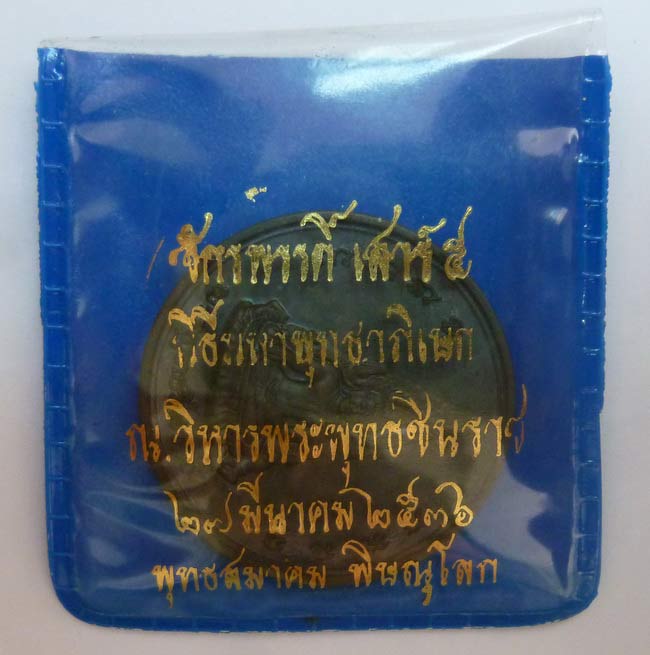 จักรพรรดิ์ เสาร์ ๕
พิธีมหาพุทธาภิเษก
ณ.วิหารพระพุทธชินราช
๒๗ มีนาคม ๒๕๓๖
พุทธสมาคม พิษณุโลก